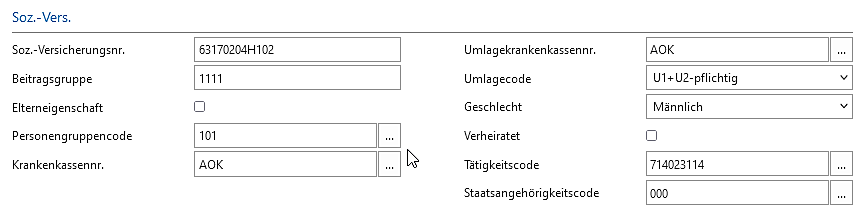 Soz.-Vers.
Soz.-Versicherungsnr. 63170204H102
Beitragsgruppe 1111
Elterneigenschaft
Personengruppencode 101 ...
Krankenkassennr. AOK ...
Umlagekrankenkassennr. AOK ...
Umlagecode U1+U2-pflichtig
Geschlecht Männlich
Verheiratet
Tätigkeitscode 714023114 ...
Staatsangehörigkeitscode 000 ...